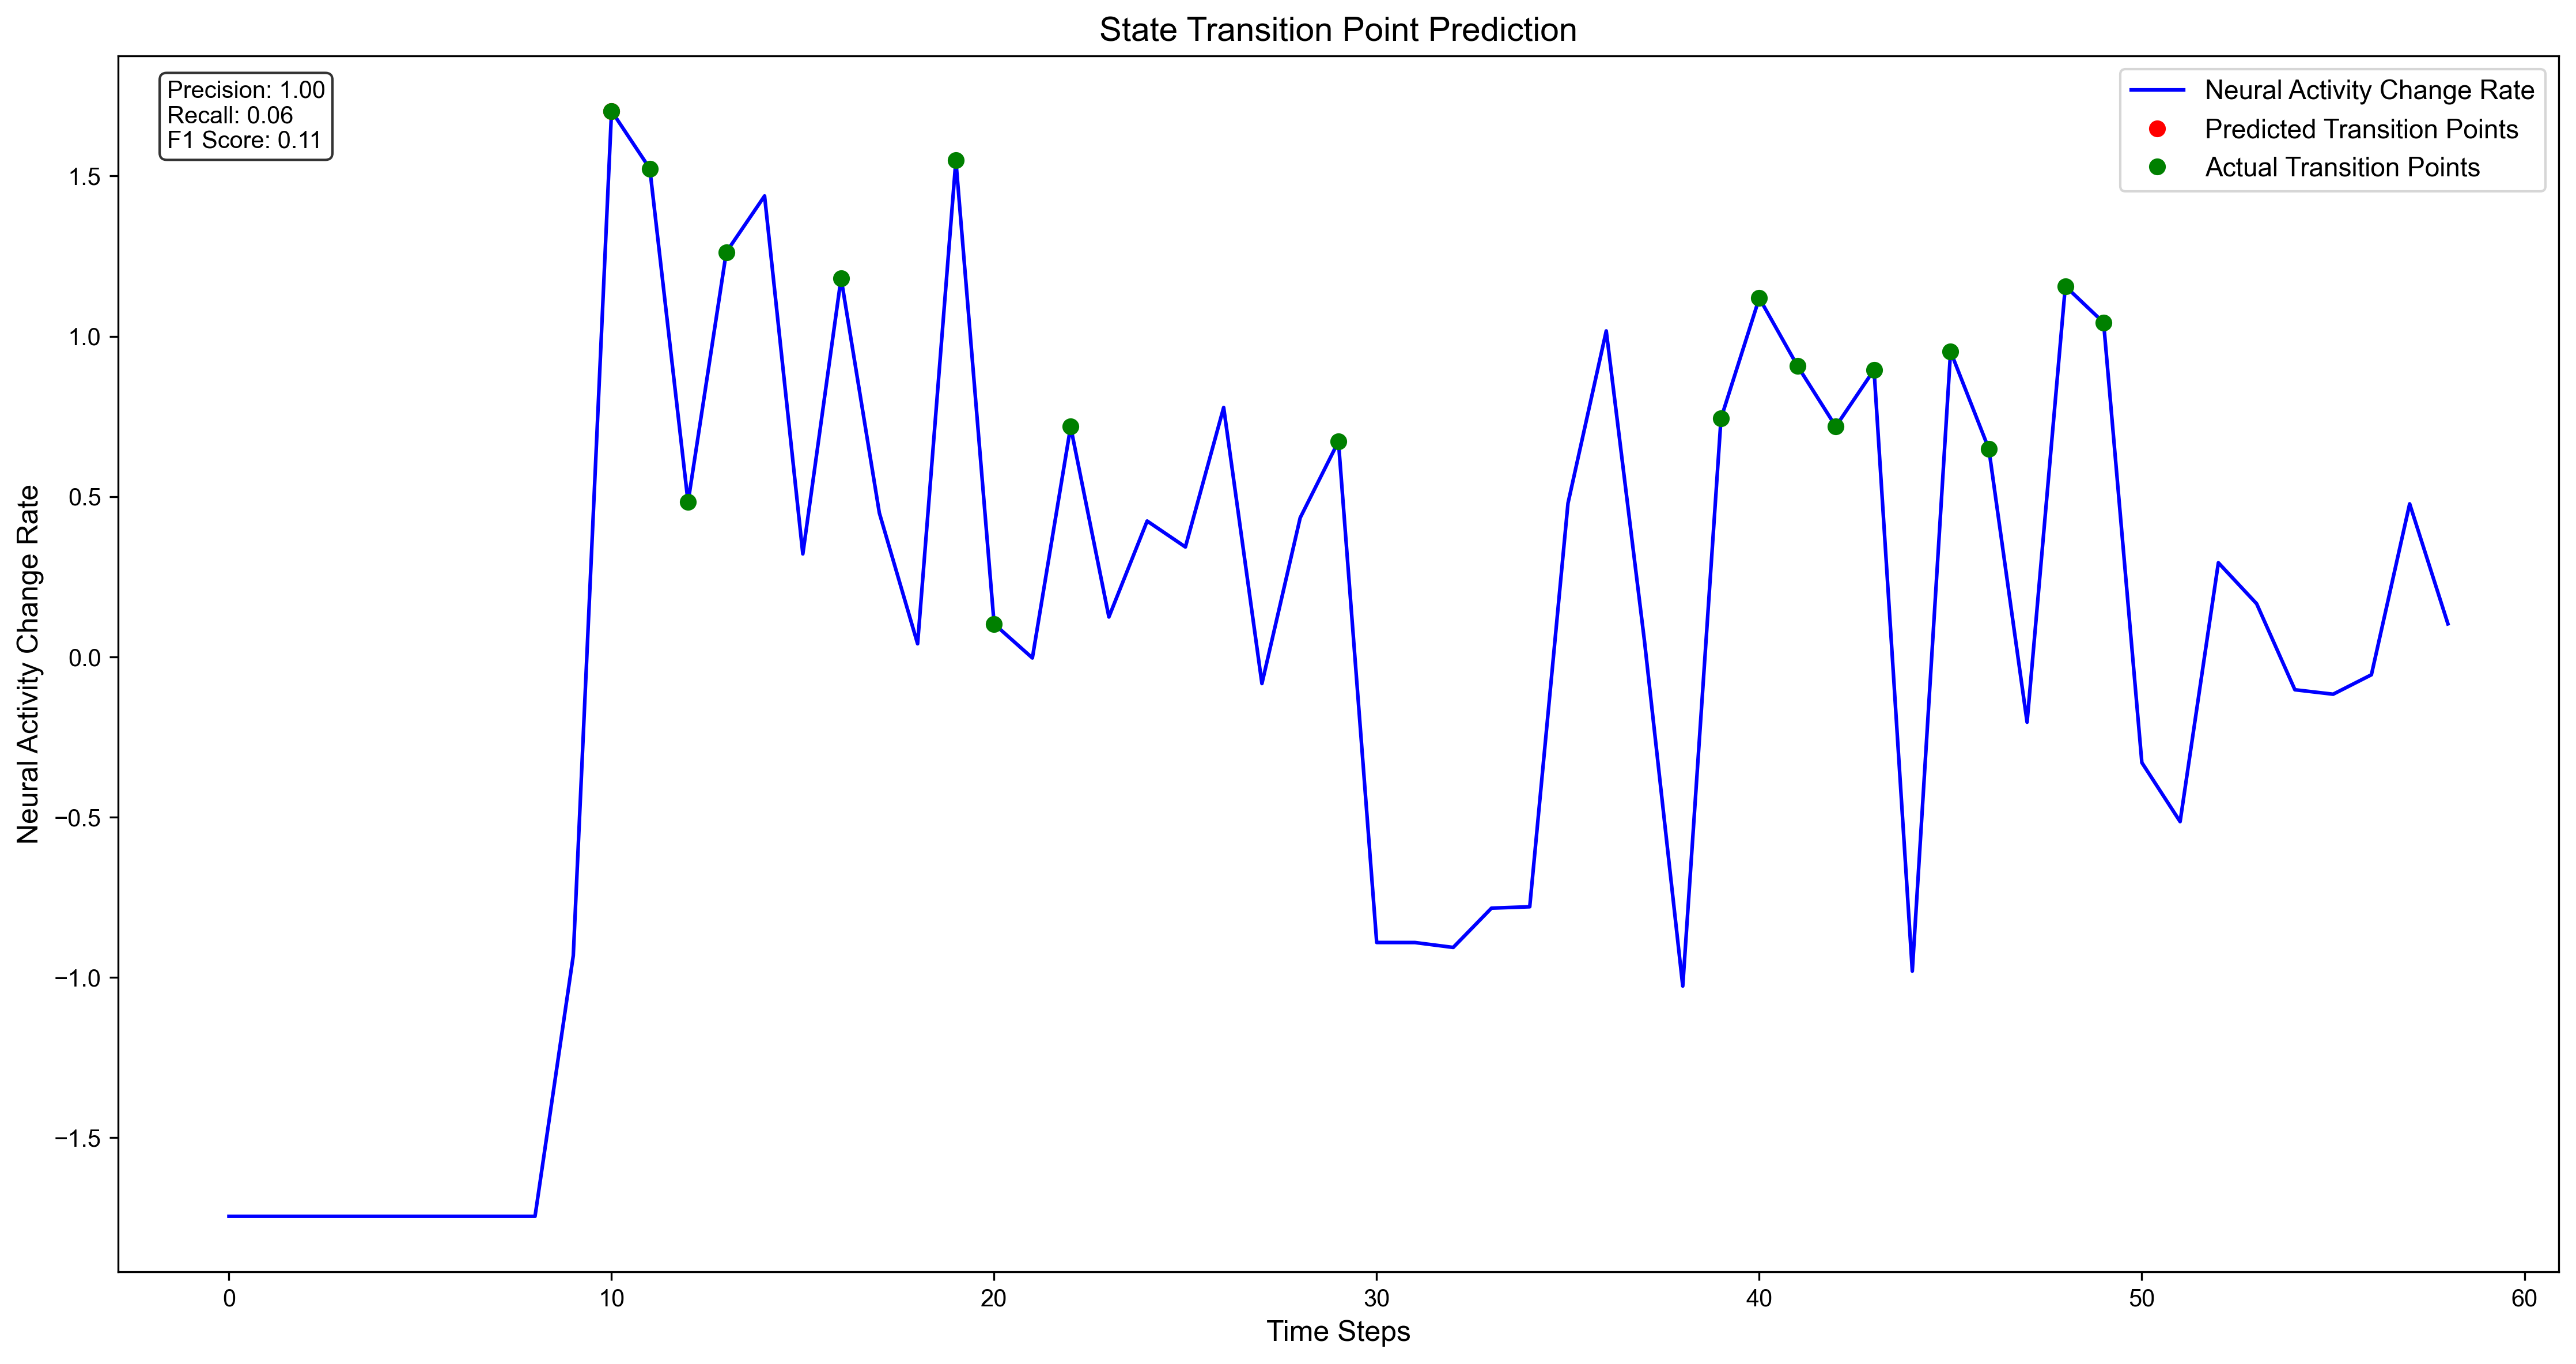 State Transition Point Prediction
Precision: 1.00
Recall: 0.06
F1 Score: 0.11
Neural Activity Change Rate
Predicted Transition Points
Actual Transition Points
1.5
1.0
0.5
0.0
−0.5
−1.0
−1.5
Neural Activity Change Rate
0 10 20 30 40 50 60
Time Steps